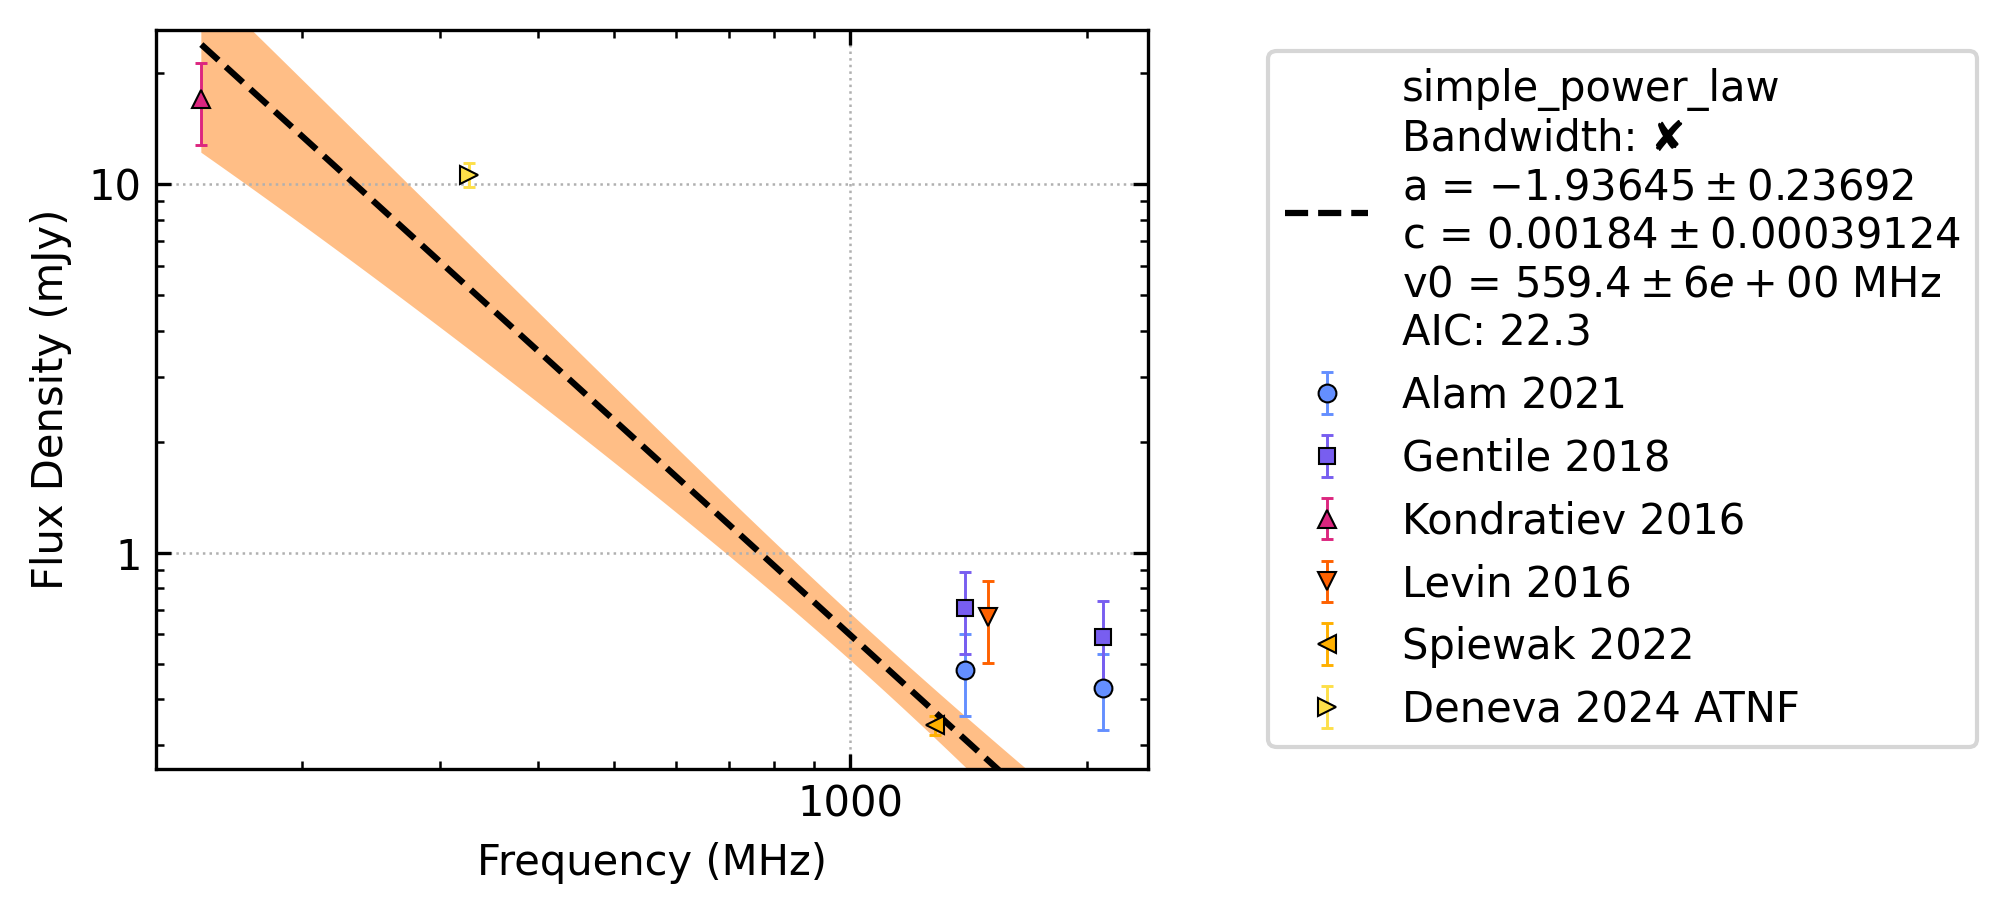 10
1
1000
Flux Density (mJy)
Frequency (MHz)
simple_power_law
Bandwidth: ✘
a = −1.93645 ± 0.23692
c = 0.00184 ± 0.00039124
v0 = 559.4 ± 6e + 00 MHz
AIC: 22.3
Alam 2021
Gentile 2018
Kondratiev 2016
Levin 2016
Spiewak 2022
Deneva 2024 ATNF